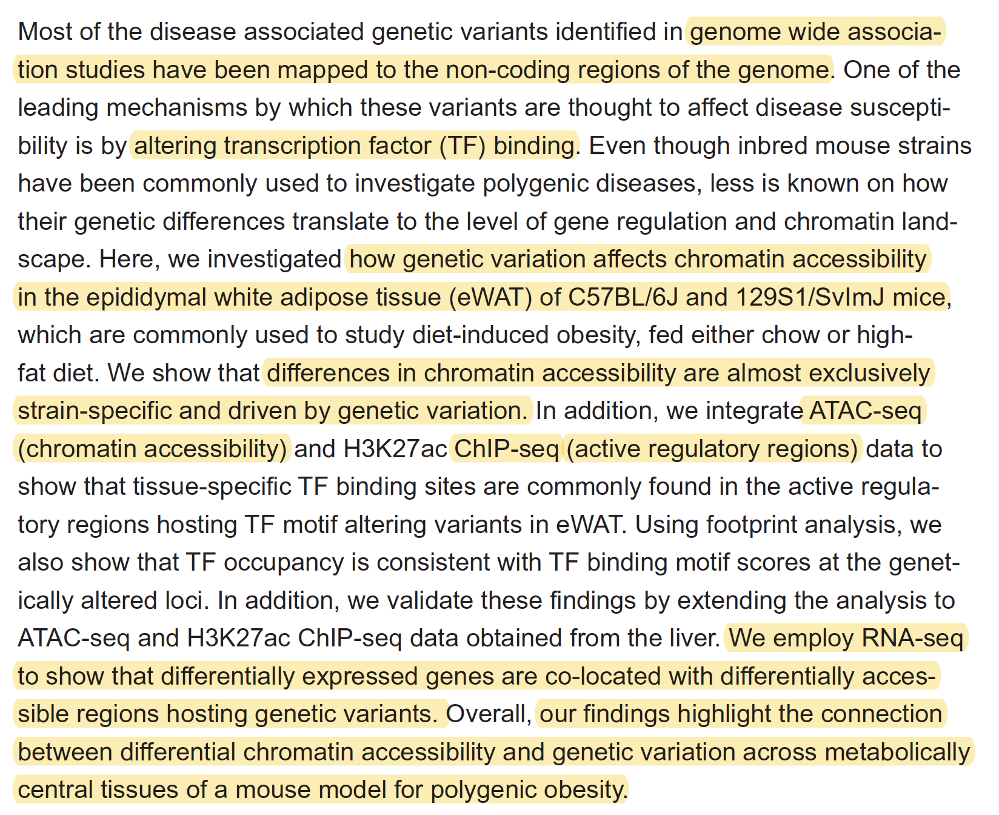 Most of the disease associated genetic variants identified in genome wide associa-
tion studies have been mapped to the non-coding regions of the genome. One of the
leading mechanisms by which these variants are thought to affect disease suscepti-
bility is by altering transcription factor (TF) binding. Even though inbred mouse strains
have been commonly used to investigate polygenic diseases, less is known on how
their genetic differences translate to the level of gene regulation and chromatin land-
scape. Here, we investigated how genetic variation affects chromatin accessibility
in the epididymal white adipose tissue (eWAT) of C57BL/6J and 129S1/SvImJ mice,
which are commonly used to study diet-induced obesity, fed either chow or high-
fat diet. We show that differences in chromatin accessibility are almost exclusively
strain-specific and driven by genetic variation. In addition, we integrate ATAC-seq
(chromatin accessibility) and H3K27ac ChIP-seq (active regulatory regions) data to
show that tissue-specific TF binding sites are commonly found in the active regula-
tory regions hosting TF motif altering variants in eWAT. Using footprint analysis, we
also show that TF occupancy is consistent with TF binding motif scores at the genet-
ically altered loci. In addition, we validate these findings by extending the analysis to
ATAC-seq and H3K27ac ChIP-seq data obtained from the liver. We employ RNA-seq
to show that differentially expressed genes are co-located with differentially acces-
sible regions hosting genetic variants. Overall, our findings highlight the connection
between differential chromatin accessibility and genetic variation across metabolically
central tissues of a mouse model for polygenic obesity.